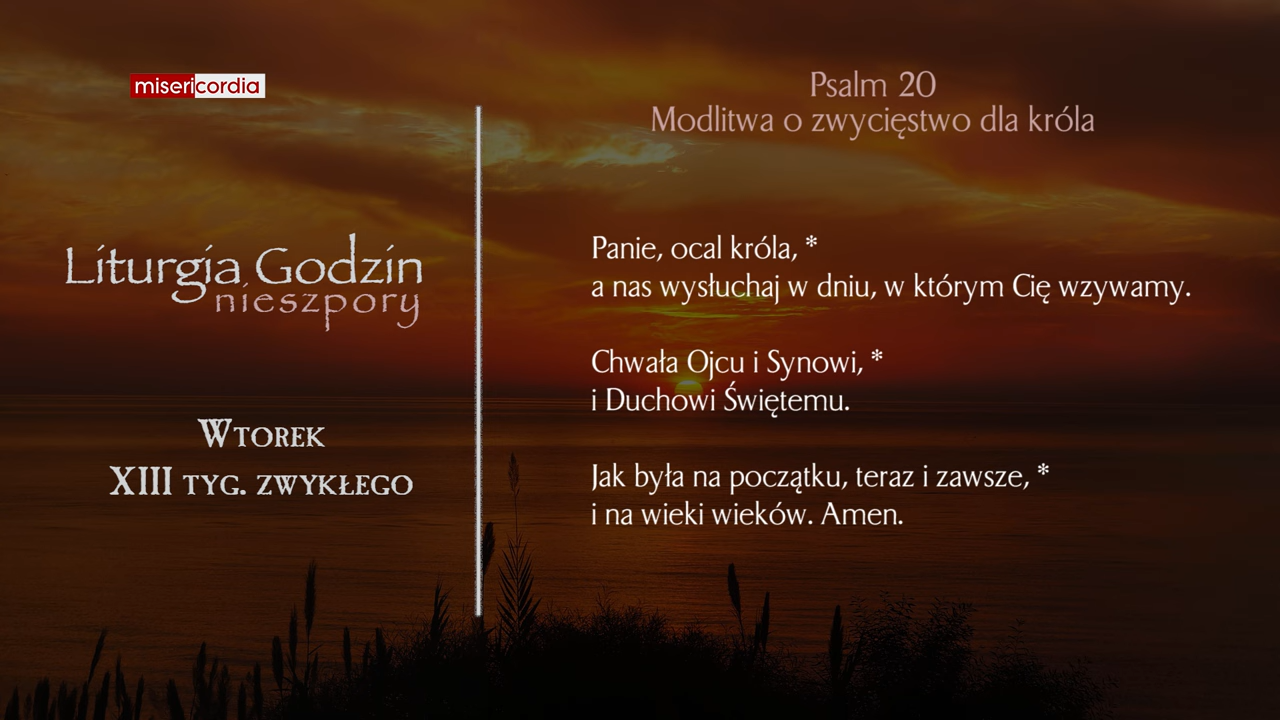 misericordia
Liturgia Godzin
nieszpory
Wtorek
XIII tyg. zwykłego
Psalm 20
Modlitwa o zwycięstwo dla króla
Panie, ocal króla, *
a nas wysłuchaj w dniu, w którym Cię wzywamy.
Chwała Ojcu i Synowi, *
i Duchowi Świętemu.
Jak była na początku, teraz i zawsze, *
i na wieki wieków. Amen.